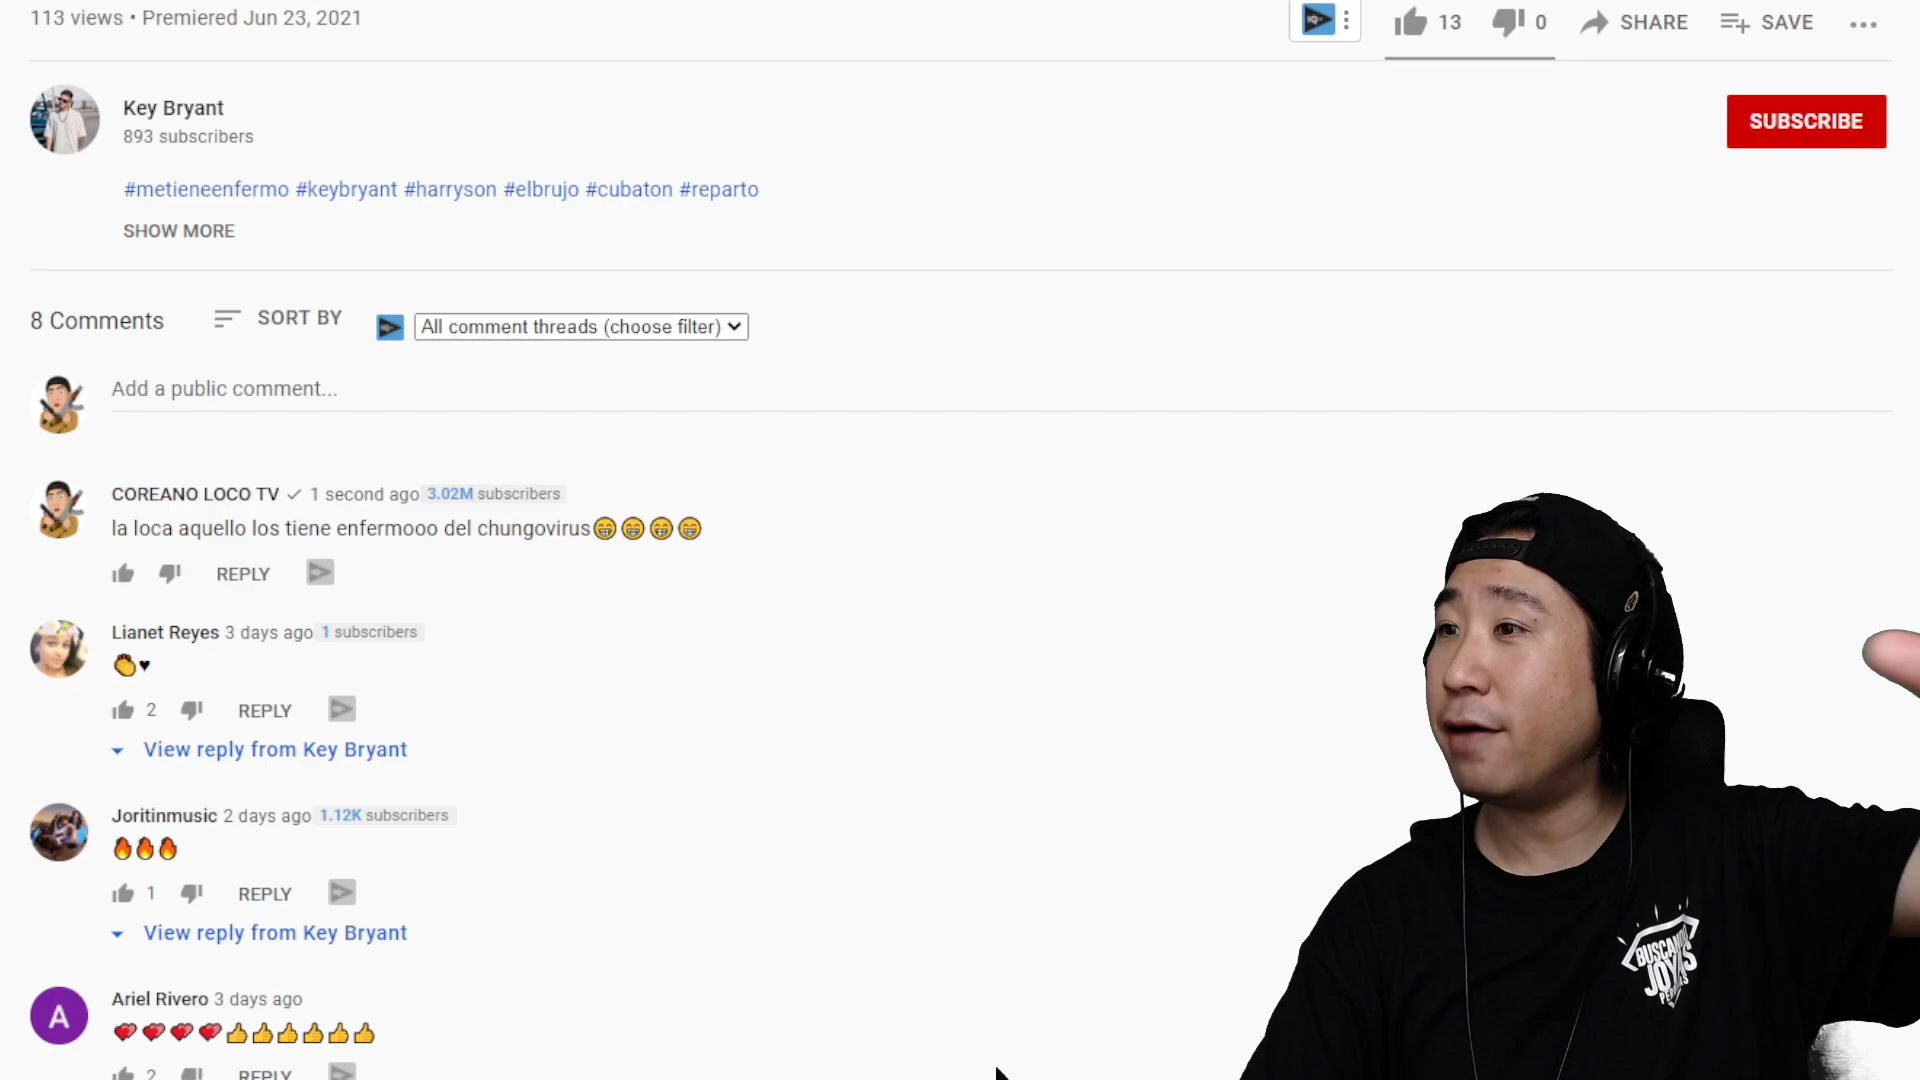 113 views • Premiered Jun 23, 2021
13
0
SHARE
SAVE
Key Bryant
893 subscribers
SUBSCRIBE
#metieneenfermo #keybryant #harryson #elbrujo #cubaton #reparto
SHOW MORE
8 Comments
SORT BY
All comment threads (choose filter)
Add a public comment...
COREANO LOCO TV 1 second ago 3.02M subscribers
la loca aquello los tiene enfermooo del chungovirus😁😁😁😁
REPLY
Lianet Reyes 3 days ago 1 subscribers
👏♥
2
REPLY
View reply from Key Bryant
Joritinmusic 2 days ago 1.12K subscribers
🔥🔥🔥
1
REPLY
View reply from Key Bryant
A
Ariel Rivero 3 days ago
💕💕💕💕👍👍👍👍👍👍
2
REPLY
BUSCANDO
JOYAS